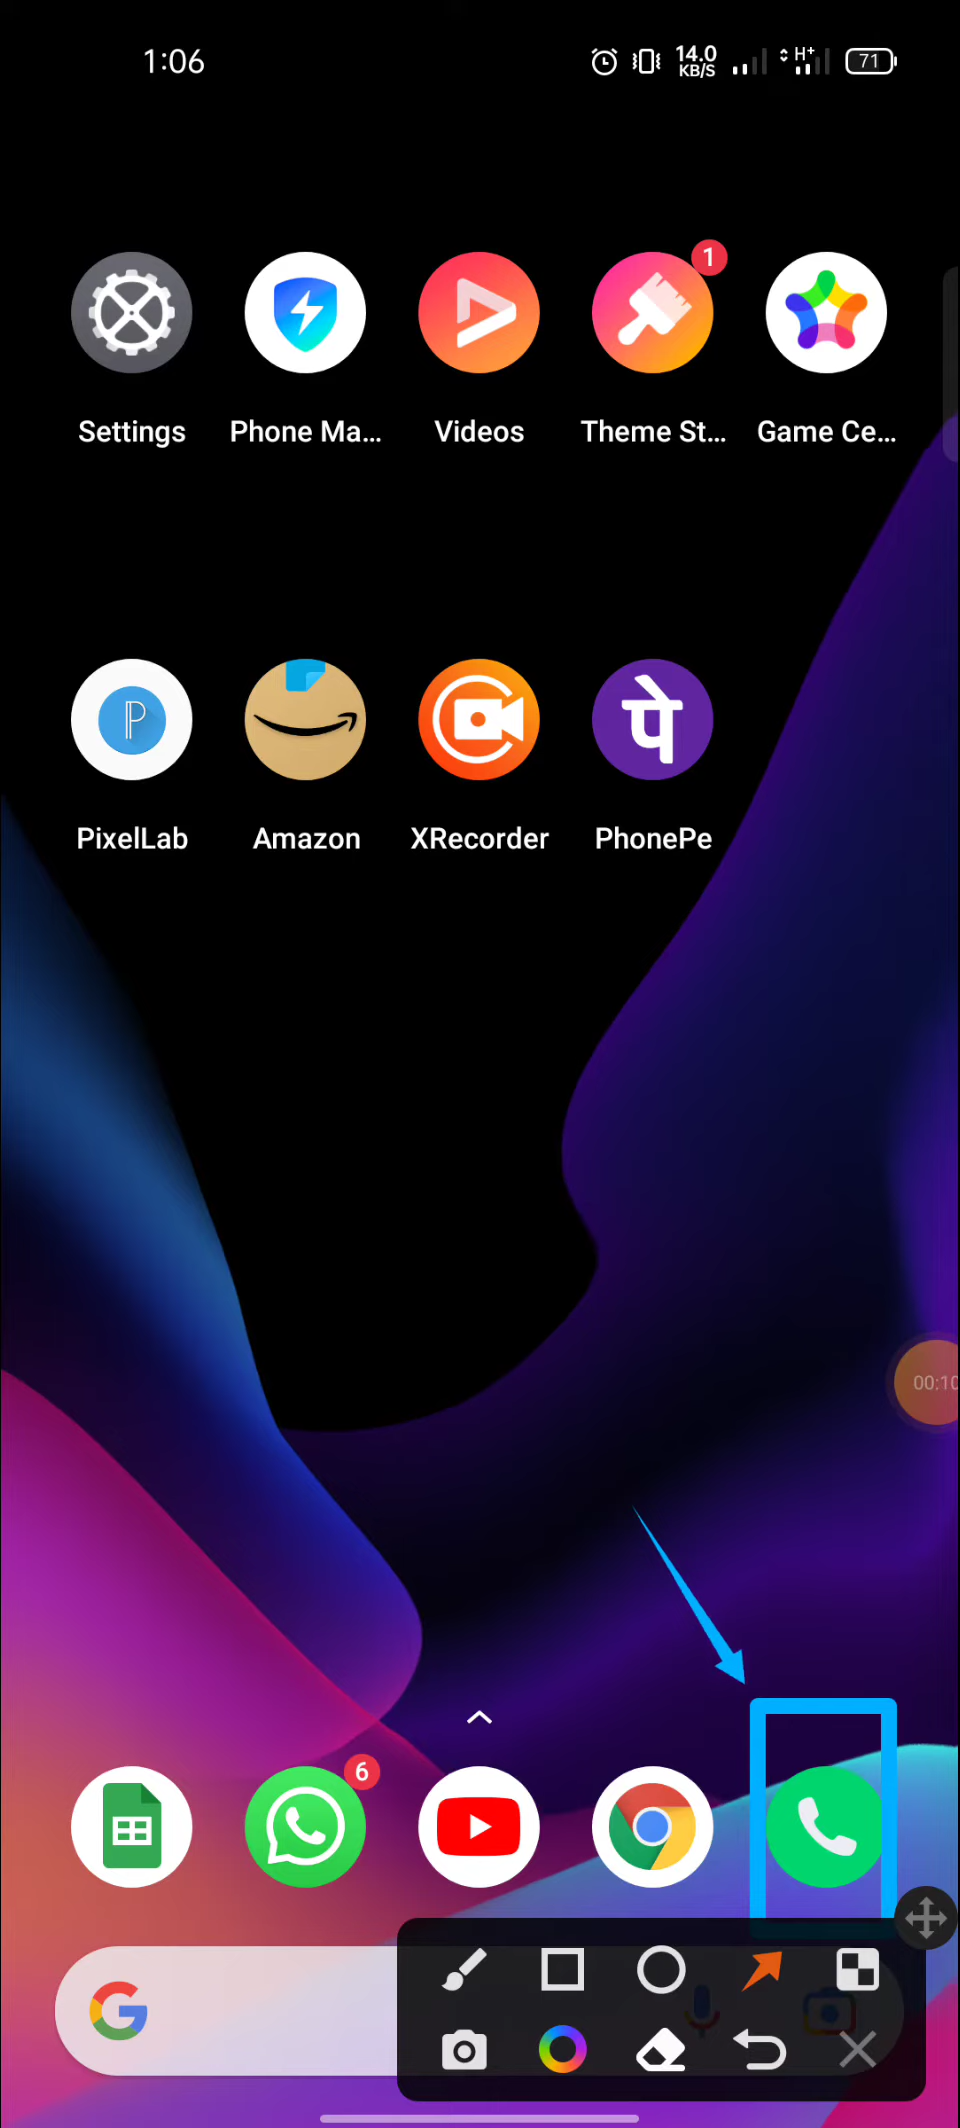 1:06
14.0 KB/S
H+
71
1
Settings
Phone Ma...
Videos
Theme St...
Game Ce...
P
पे
PixelLab
Amazon
XRecorder
PhonePe
00:10
6
G